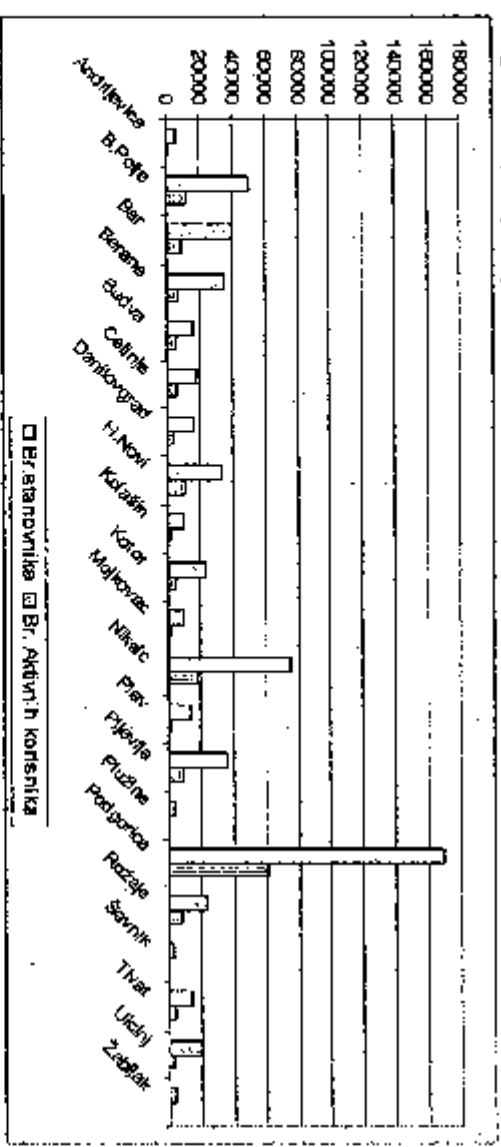 180000
160000
140000
120000
100000
80000
60000
40000
20000
0
Andrijevica
B.Polje
Bar
Berane
Budva
Cetinje
Danilovgrad
H.Novi
Kolašin
Kotor
Mojkovac
Nikšić
Plav
Pljevlja
Plužine
Podgorica
Rožaje
Šavnik
Tivat
Ulcinj
Žabljak
Br.stanovnika
Br. Aktivnih korisnika